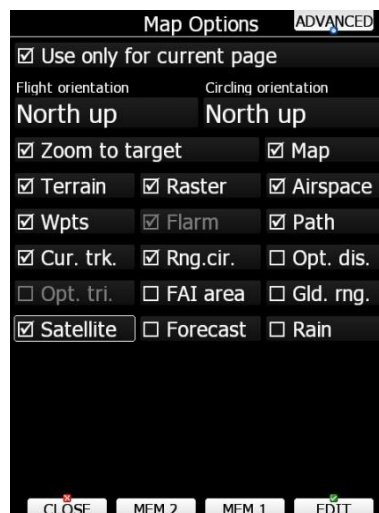 Map Options ADVANCED
Use only for current page
Flight orientation Circling orientation
North up North up
Zoom to target Map
Terrain Raster Airspace
Wpts Flarm Path
Cur. trk. Rng.cir. Opt. dis.
Opt. tri. FAI area Gld. rng.
Satellite Forecast Rain
CLOSE MEM 2 MEM 1 EDIT